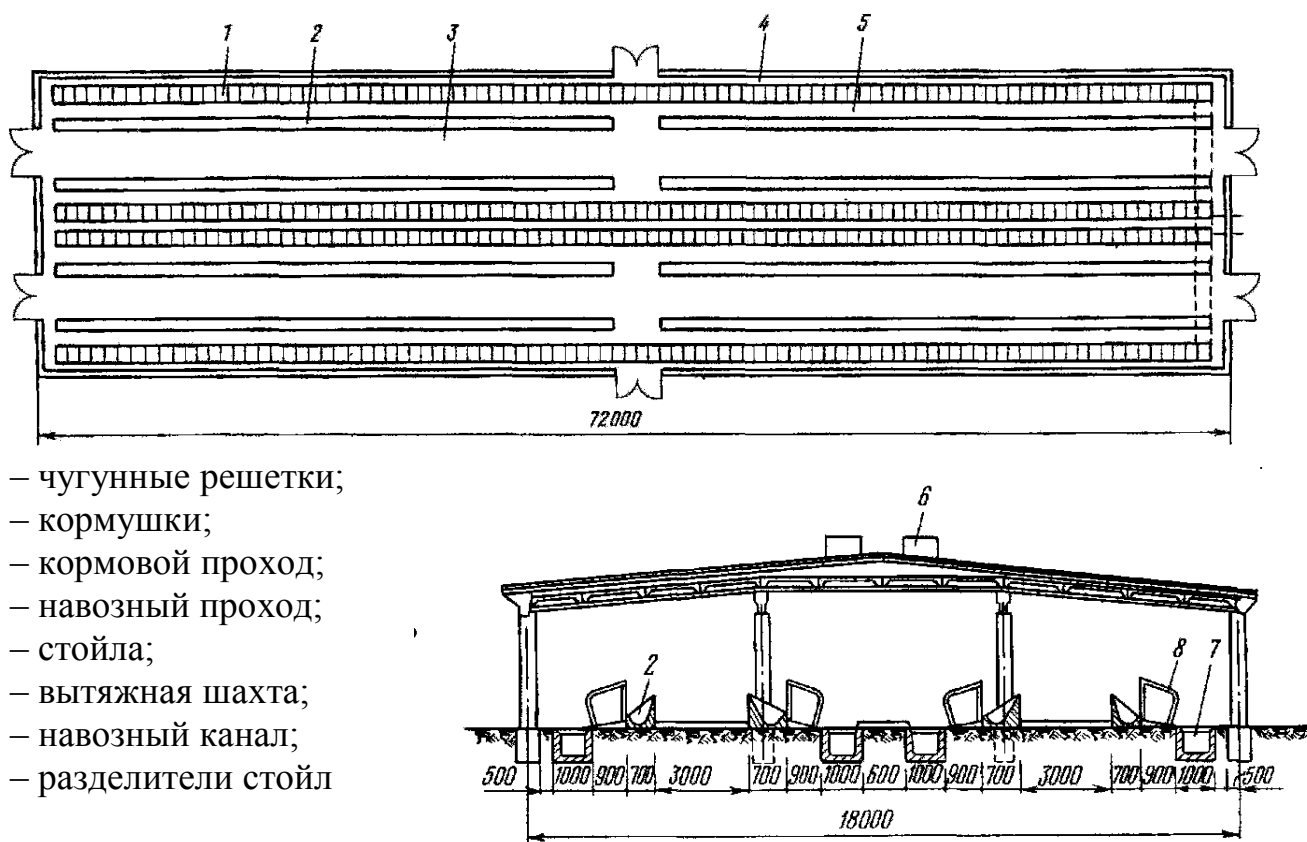 1 2 3 4 5
72000
– чугунные решетки;
– кормушки;
– кормовой проход;
– навозный проход;
– стойла;
– вытяжная шахта;
– навозный канал;
– разделители стойл
6
2 8 7
500 1000 900 700 3000 700 900 1000 600 1000 900 700 3000 700 900 1000 500
18000